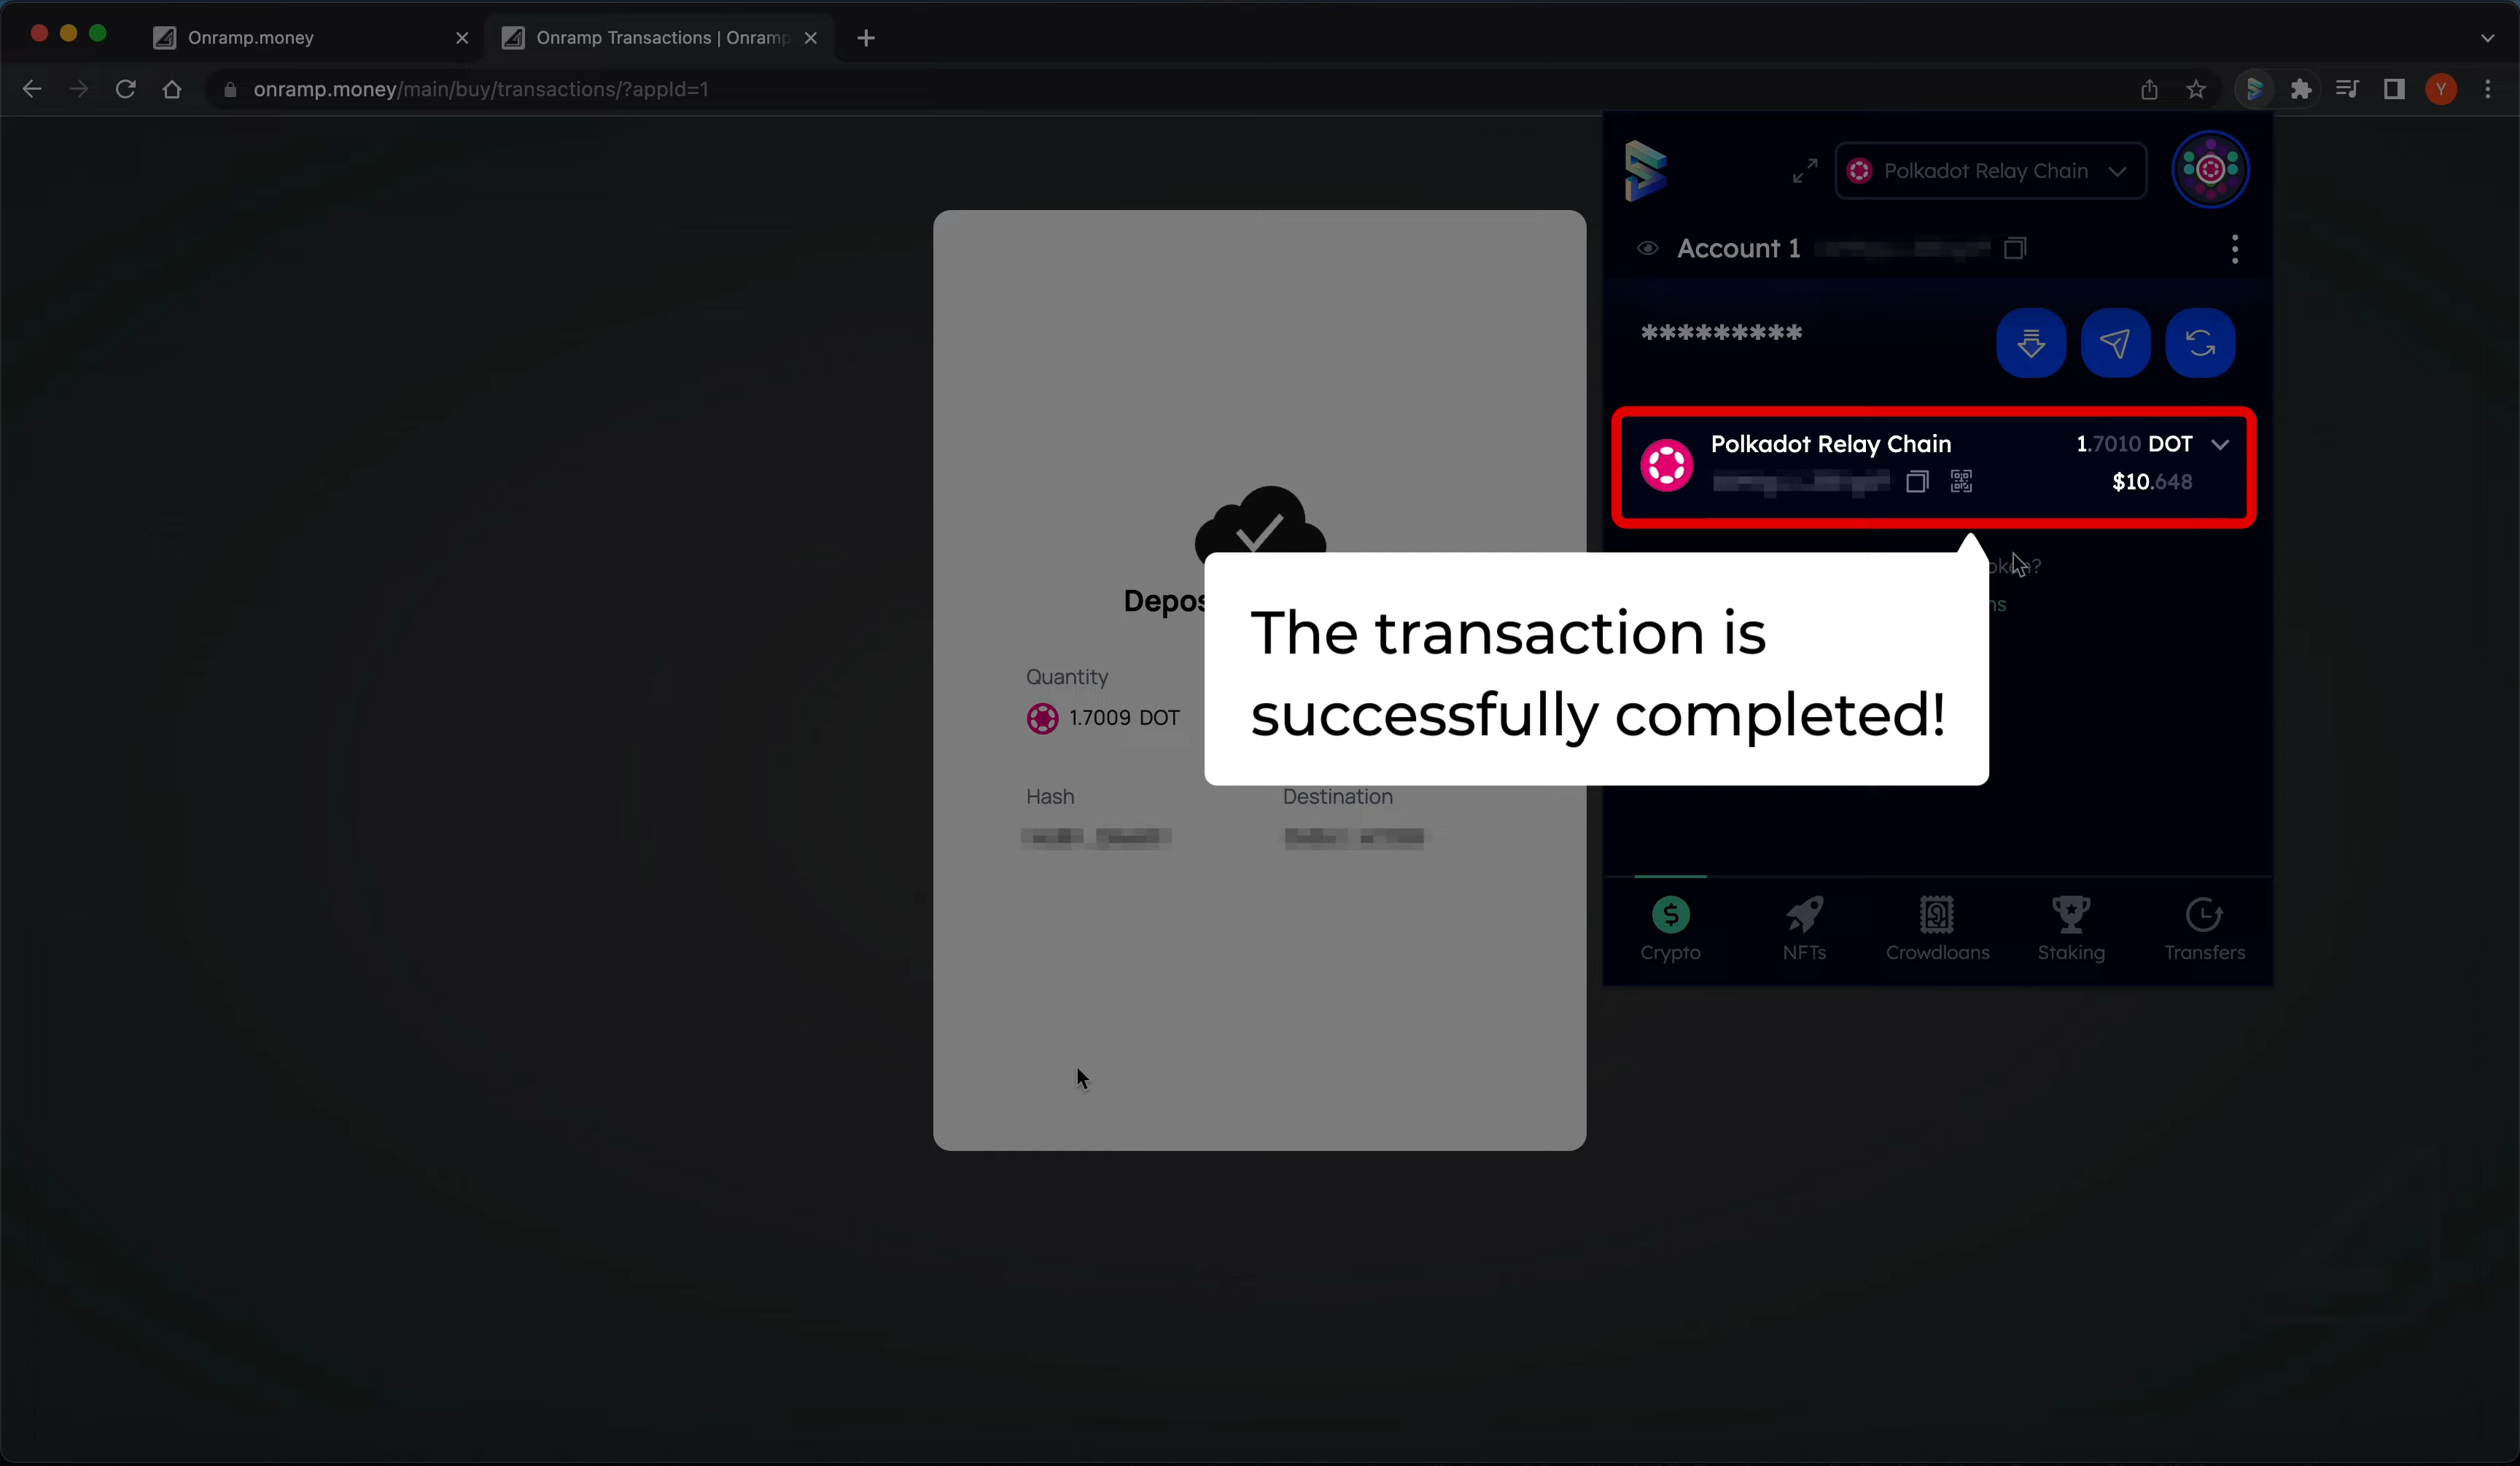 Onramp.money
Onramp Transactions | Onramp
onramp.money/main/buy/transactions/?appId=1
Y
Polkadot Relay Chain
Account 1
*********
Polkadot Relay Chain
1.7010 DOT
$10.648
The transaction is
successfully completed!
Quantity
1.7009 DOT
Hash
Destination
Crypto
NFTs
Crowdloans
Staking
Transfers